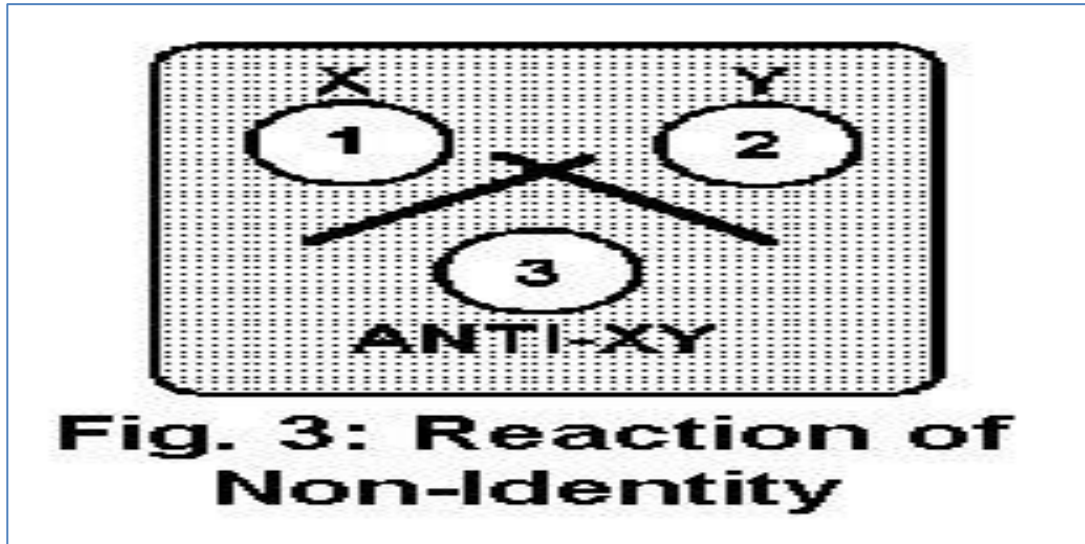 X Y
1 2
3
ANTI-XY
Fig. 3: Reaction of
Non-Identity